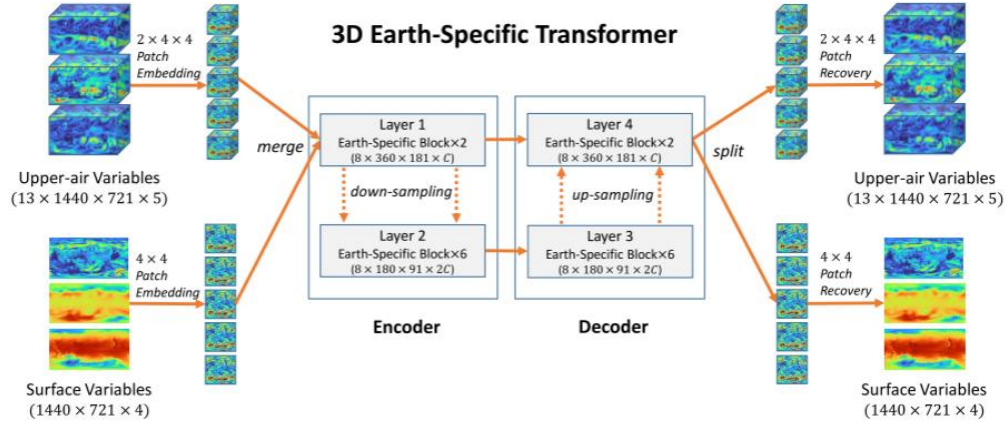 3D Earth-Specific Transformer
2 × 4 × 4
Patch
Embedding
Upper-air Variables
(13 × 1440 × 721 × 5)
4 × 4
Patch
Embedding
Surface Variables
(1440 × 721 × 4)
merge
Layer 1
Earth-Specific Block×2
(8 × 360 × 181 × C)
down-sampling
Layer 2
Earth-Specific Block×6
(8 × 180 × 91 × 2C)
Encoder
Layer 4
Earth-Specific Block×2
(8 × 360 × 181 × C)
up-sampling
Layer 3
Earth-Specific Block×6
(8 × 180 × 91 × 2C)
Decoder
split
2 × 4 × 4
Patch
Recovery
Upper-air Variables
(13 × 1440 × 721 × 5)
4 × 4
Patch
Recovery
Surface Variables
(1440 × 721 × 4)